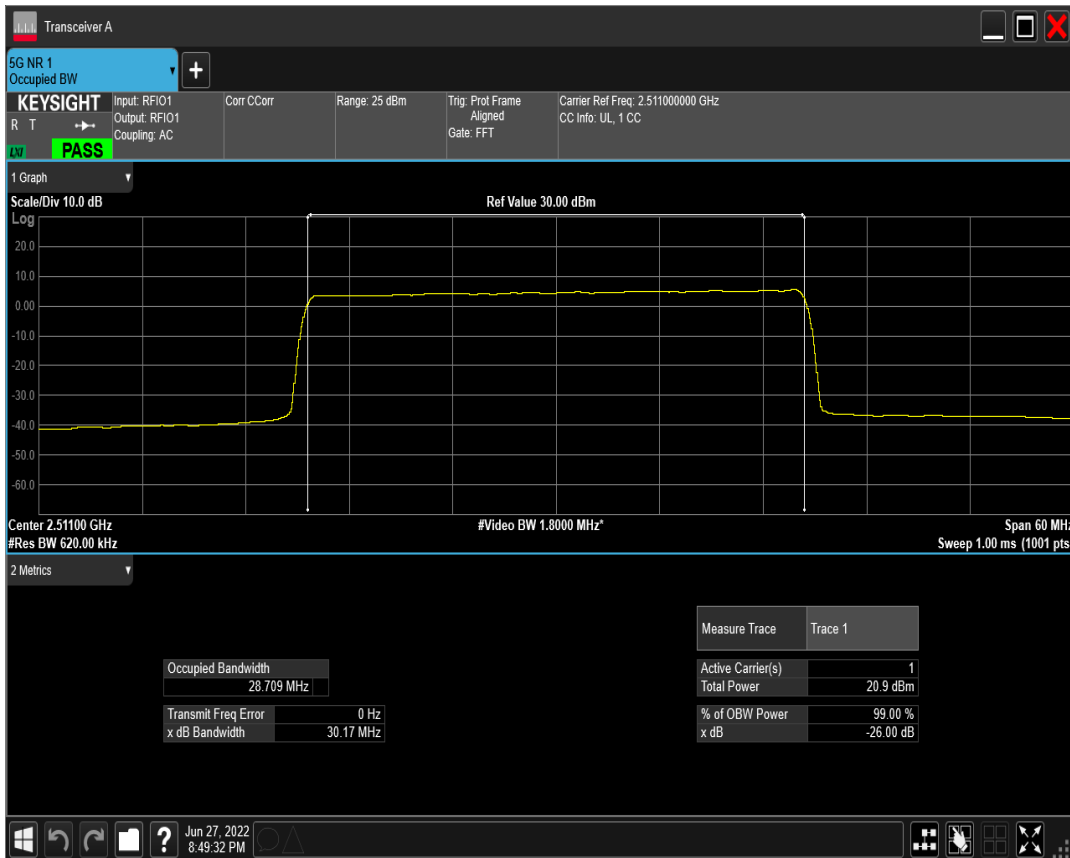 Transceiver A
5G NR 1
Occupied BW
+
KEYSIGHT
R T
LXI PASS
Input: RFIO1
Output: RFIO1
Coupling: AC
Corr CCorr
Range: 25 dBm
Trig: Prot Frame
Aligned
Gate: FFT
Carrier Ref Freq: 2.511000000 GHz
CC Info: UL, 1 CC
1 Graph
Scale/Div 10.0 dB
Ref Value 30.00 dBm
Log
20.0
10.0
0.00
-10.0
-20.0
-30.0
-40.0
-50.0
-60.0
Center 2.51100 GHz
#Video BW 1.8000 MHz*
Span 60 MHz
#Res BW 620.00 kHz
Sweep 1.00 ms (1001 pts
2 Metrics
Measure Trace Trace 1
Occupied Bandwidth
28.709 MHz
Active Carrier(s) 1
Total Power 20.9 dBm
Transmit Freq Error 0 Hz
x dB Bandwidth 30.17 MHz
% of OBW Power 99.00 %
x dB -26.00 dB
?
Jun 27, 2022
8:49:32 PM